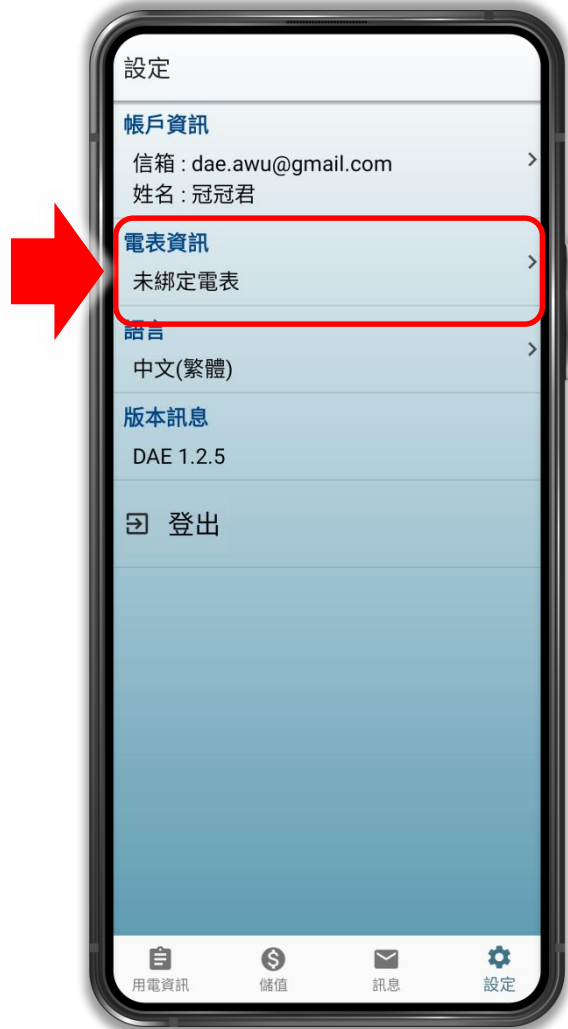 設定
帳戶資訊
信箱 : dae.awu@gmail.com
姓名 : 冠冠君
電表資訊
未綁定電表
語言
中文(繁體)
版本訊息
DAE 1.2.5
登出
用電資訊 儲值 訊息 設定